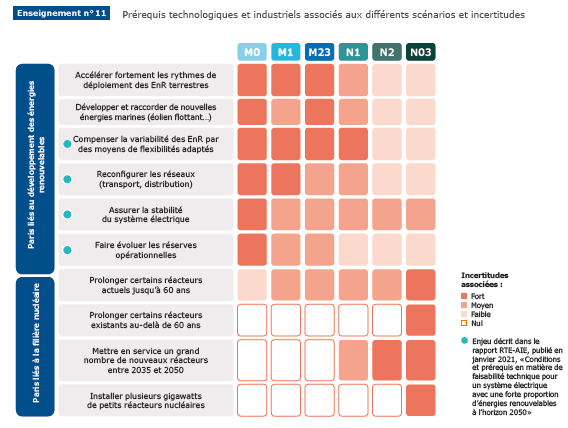 Enseignement n°11
Prérequis technologiques et industriels associés aux différents scénarios et incertitudes
M0 M1 M23 N1 N2 N03
Paris liés au développement des énergies
renouvelables
Accélérer fortement les rythmes de
déploiement des EnR terrestres
Développer et raccorder de nouvelles
énergies marines (éolien flottant…)
Compenser la variabilité des EnR par
des moyens de flexibilités adaptés
Reconfigurer les réseaux
(transport, distribution)
Assurer la stabilité
du système électrique
Faire évoluer les réserves
opérationnelles
Paris liés à la filière nucléaire
Prolonger certains réacteurs
actuels jusqu'à 60 ans
Prolonger certains réacteurs
existants au-delà de 60 ans
Mettre en service un grand
nombre de nouveaux réacteurs
entre 2035 et 2050
Installer plusieurs gigawatts
de petits réacteurs nucléaires
Incertitudes
associées :
Fort
Moyen
Faible
Nul
Enjeu décrit dans le
rapport RTE-AIE, publié en
janvier 2021, «Conditions
et prérequis en matière de
faisabilité technique pour
un système électrique
avec une forte proportion
d'énergies renouvelables
à l'horizon 2050»